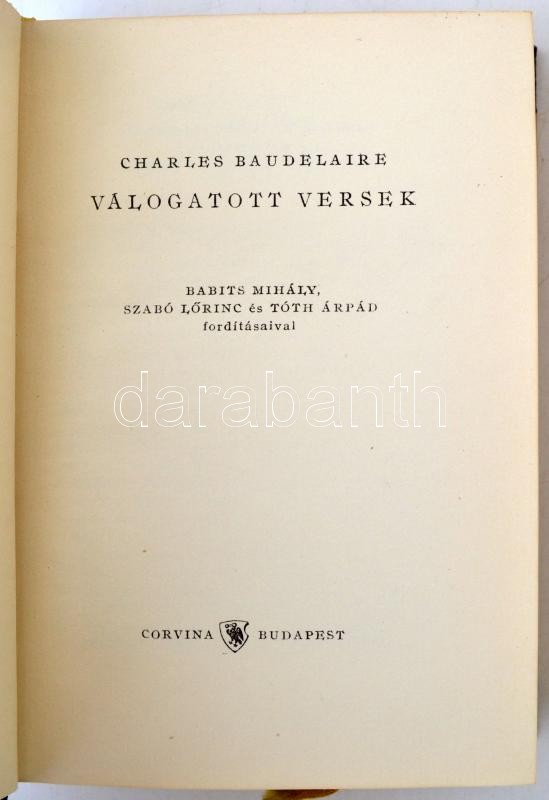 CHARLES BAUDELAIRE
VÁLOGATOTT VERSEK
BABITS MIHÁLY,
SZABÓ LŐRINC és TÓTH ÁRPÁD
fordításaival
darabanth
CORVINA BUDAPEST